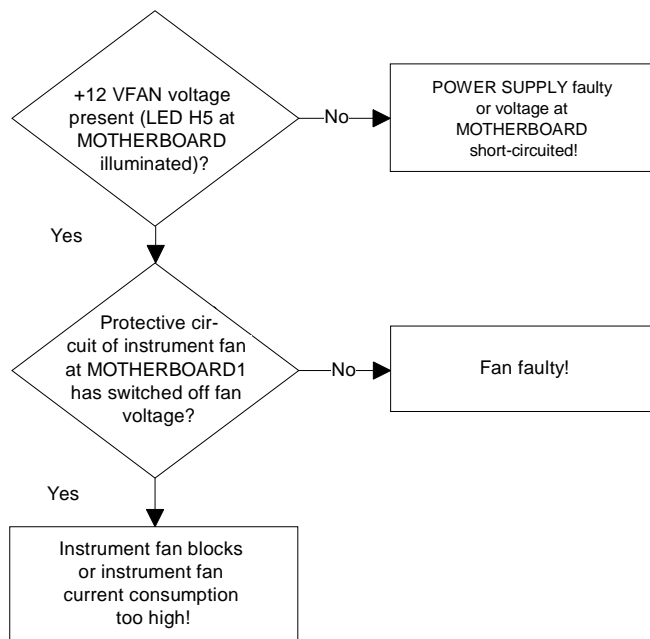 +12 VFAN voltage
present (LED H5 at
MOTHERBOARD
illuminated)?
No
POWER SUPPLY faulty
or voltage at
MOTHERBOARD
short-circuited!
Yes
Protective cir-
cuit of instrument fan
at MOTHERBOARD1
has switched off fan
voltage?
No
Fan faulty!
Yes
Instrument fan blocks
or instrument fan
current consumption
too high!